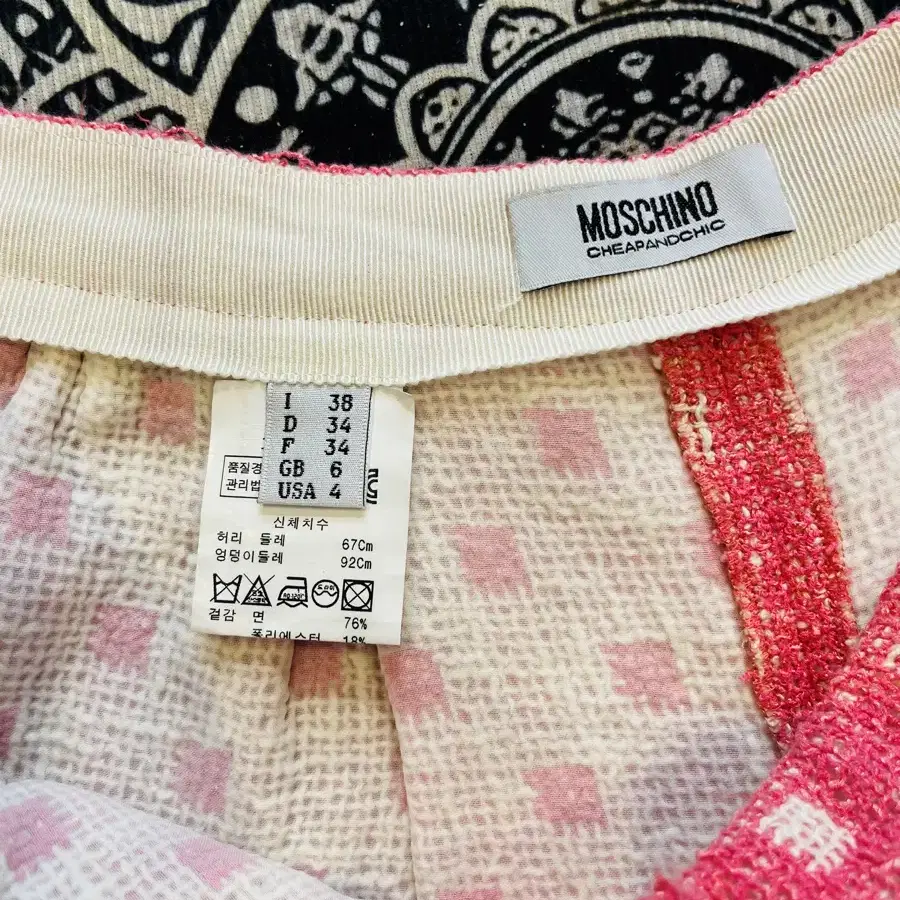 MOSCHINO
CHEAPANDCHIC
I 38
D 34
F 34
GB 6
USA 4
품질경
관리법
신체치수
허리 둘레 67Cm
엉덩이둘레 92Cm
겉감 면 76%
폴리에스터 18%